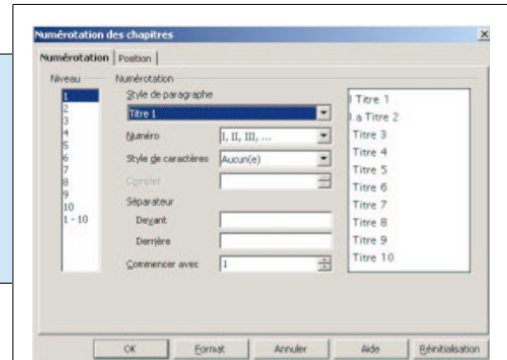 Numérotation des chapitres
Numérotation Position
Niveau
1
2
3
4
5
6
7
8
9
10
1 - 10
Numérotation
Style de paragraphe
Titre 1
Numéro I, II, III, ...
Style de caractères Aucun(e)
Complet
Séparateur
Devant
Derrière
Commencer avec 1
I Titre 1
I.a Titre 2
Titre 3
Titre 4
Titre 5
Titre 6
Titre 7
Titre 8
Titre 9
Titre 10
OK Format Annuler Aide Réinitialisation